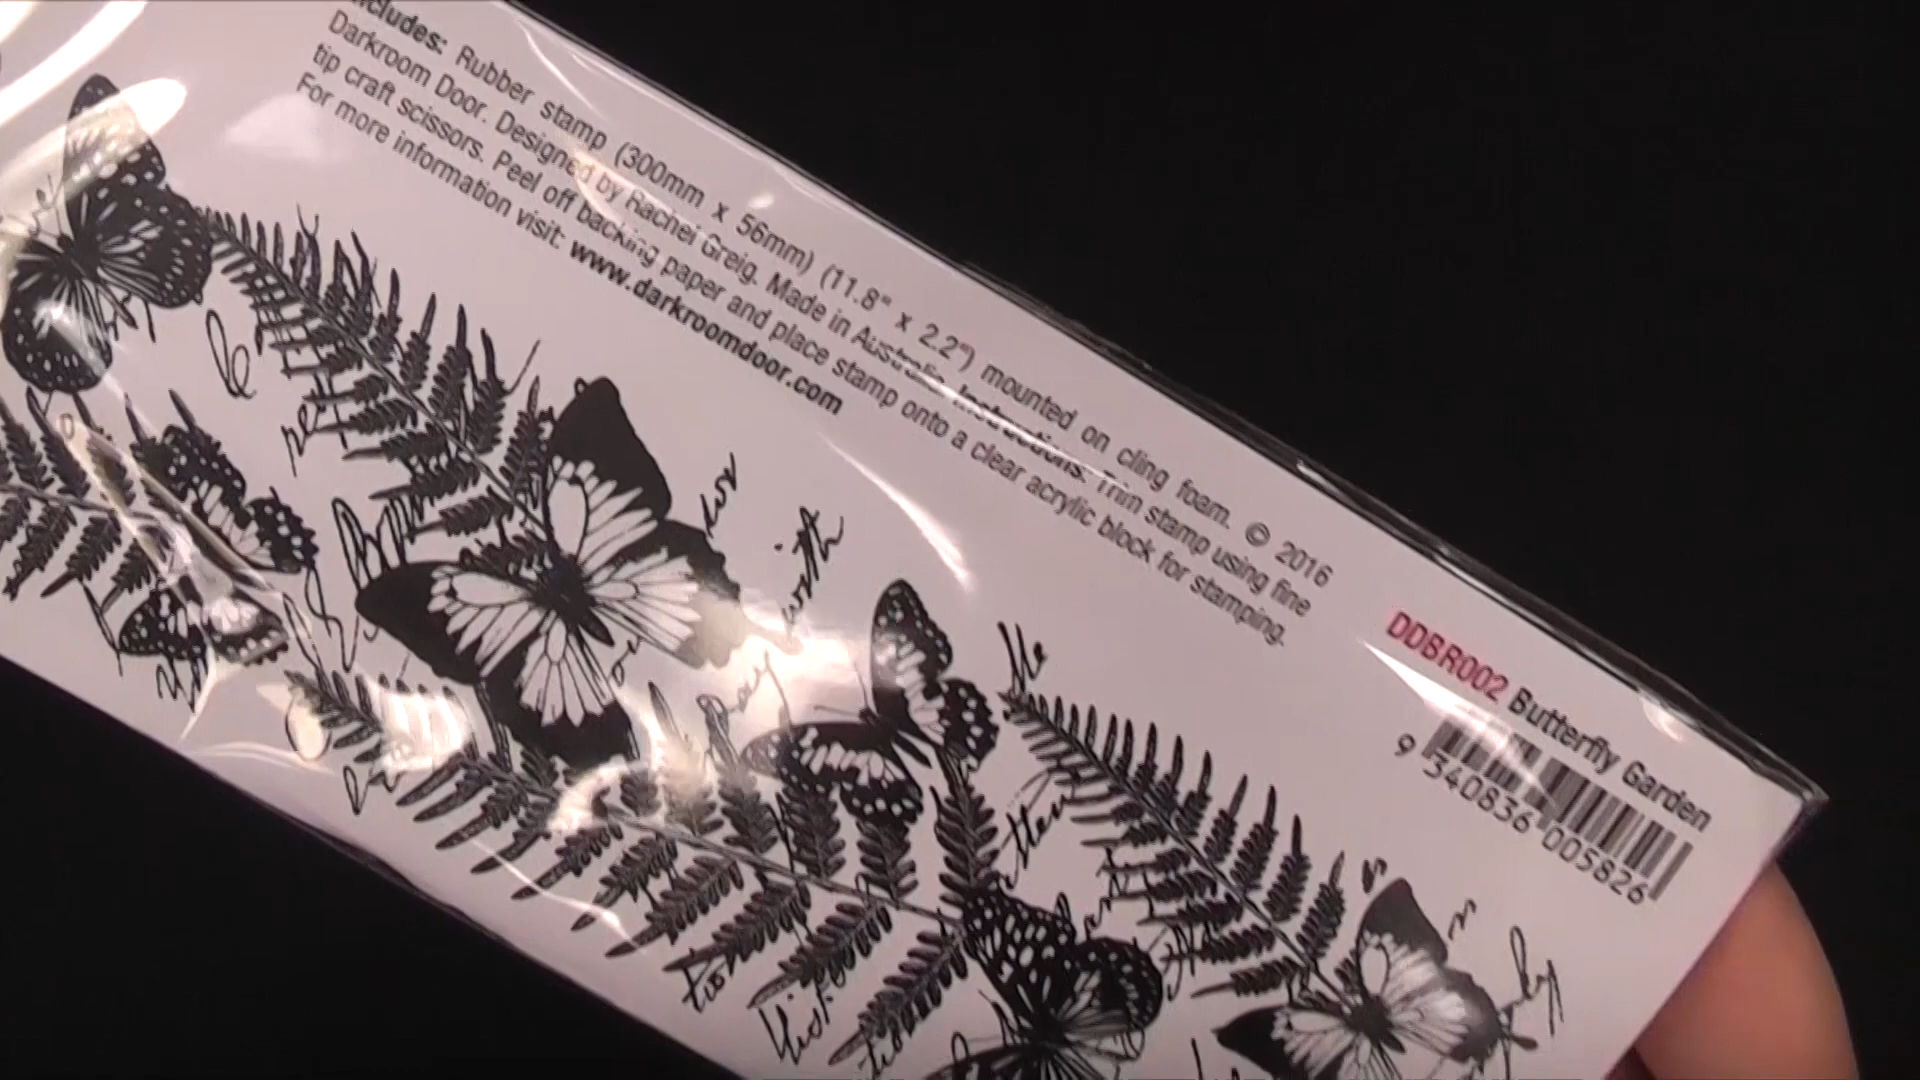 Includes: Rubber stamp (300mm x 56mm) (11.8" x 2.2") mounted on cling foam. © 2016
Darkroom Door. Designed by Rachel Greig. Made in Australia. Instructions: Trim stamp using fine
tip craft scissors. Peel off backing paper and place stamp onto a clear acrylic block for stamping.
For more information visit: www.darkroomdoor.com
DDBR002 Butterfly Garden
9 340836 005826
with